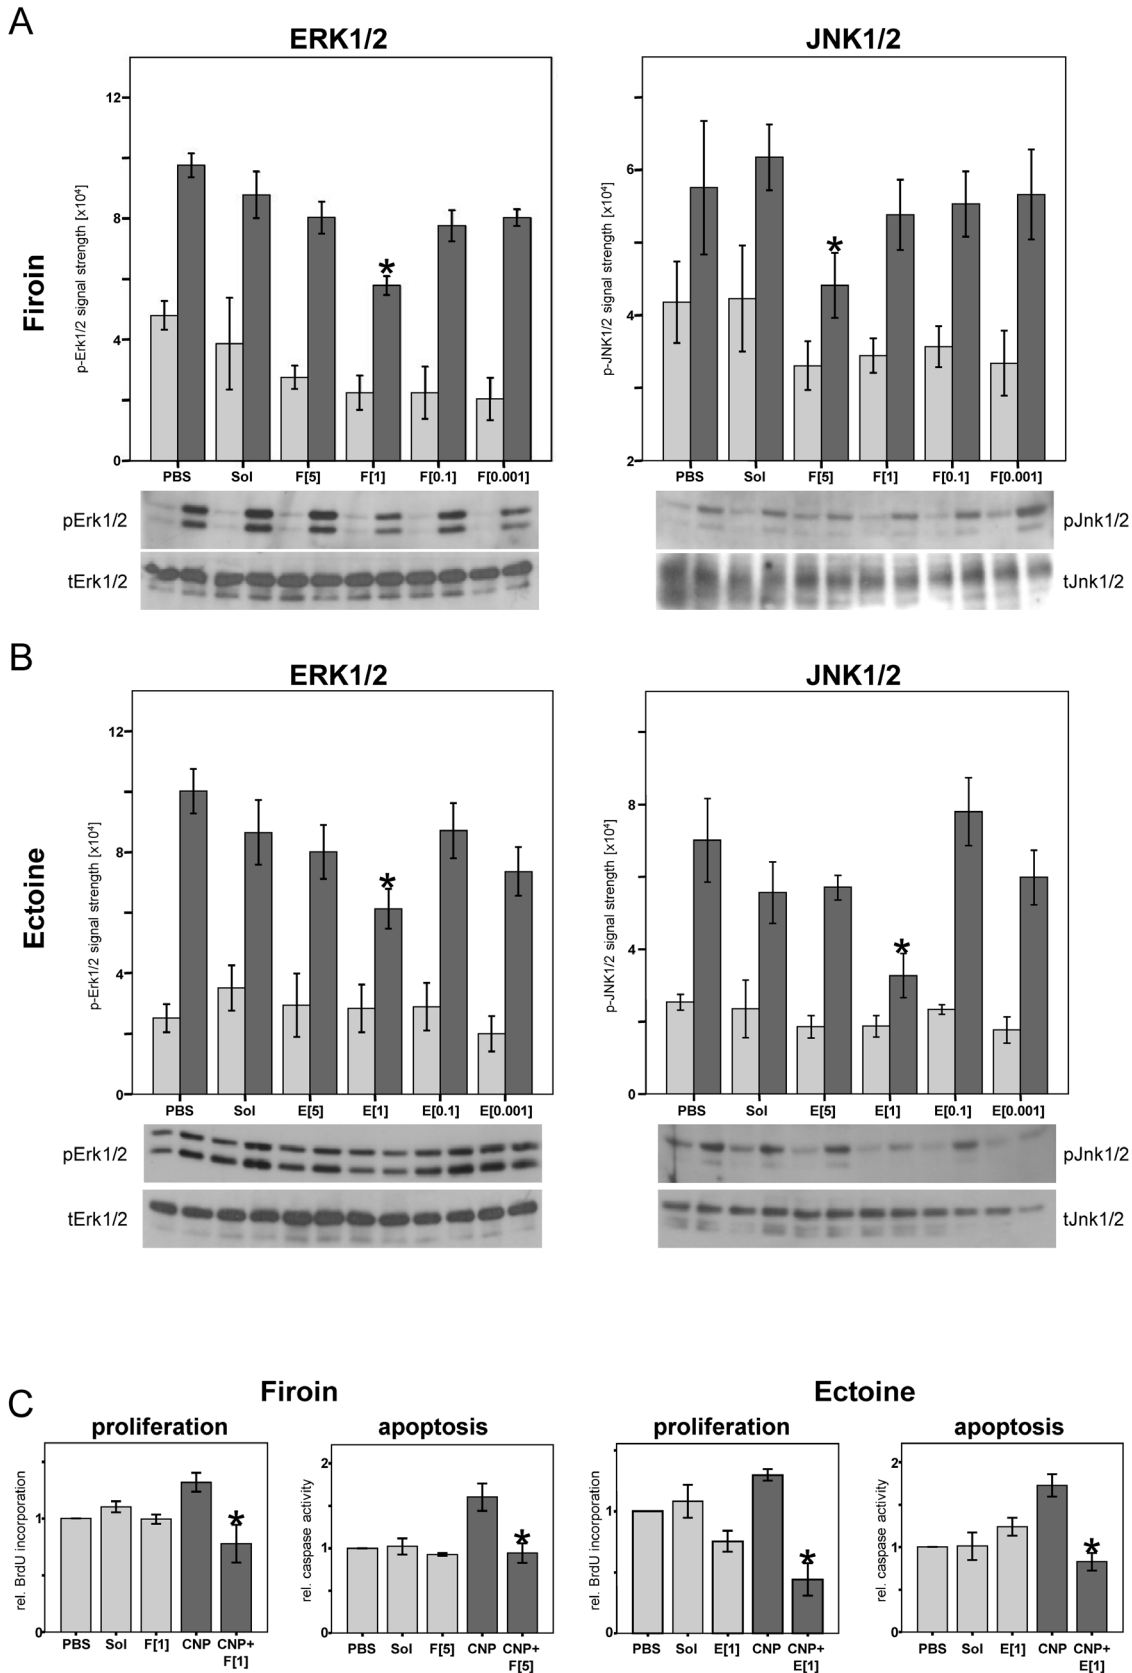 A
ERK1/2
JNK1/2
Firoin
p-Erk1/2 signal strength [x10⁴]
12
8
4
0
PBS Sol F[5] F[1] F[0.1] F[0.001]
*
p-JNK1/2 signal strength [x10⁴]
6
4
2
PBS Sol F[5] F[1] F[0.1] F[0.001]
*
pErk1/2
tErk1/2
pJnk1/2
tJnk1/2
B
ERK1/2
JNK1/2
Ectoine
p-Erk1/2 signal strength [x10⁴]
12
8
4
0
PBS Sol E[5] E[1] E[0.1] E[0.001]
*
p-JNK1/2 signal strength [x10⁴]
8
4
0
PBS Sol E[5] E[1] E[0.1] E[0.001]
*
pErk1/2
tErk1/2
pJnk1/2
tJnk1/2
C
Firoin
Ectoine
proliferation
rel. BrdU incorporation
1
0
*
PBS Sol F[1] CNP CNP+
F[1]
apoptosis
rel. caspase activity
2
1
0
*
PBS Sol F[5] CNP CNP+
F[5]
proliferation
rel. BrdU incorporation
1
0
*
PBS Sol E[1] CNP CNP+
E[1]
apoptosis
rel. caspase activity
2
1
0
*
PBS Sol E[1] CNP CNP+
E[1]